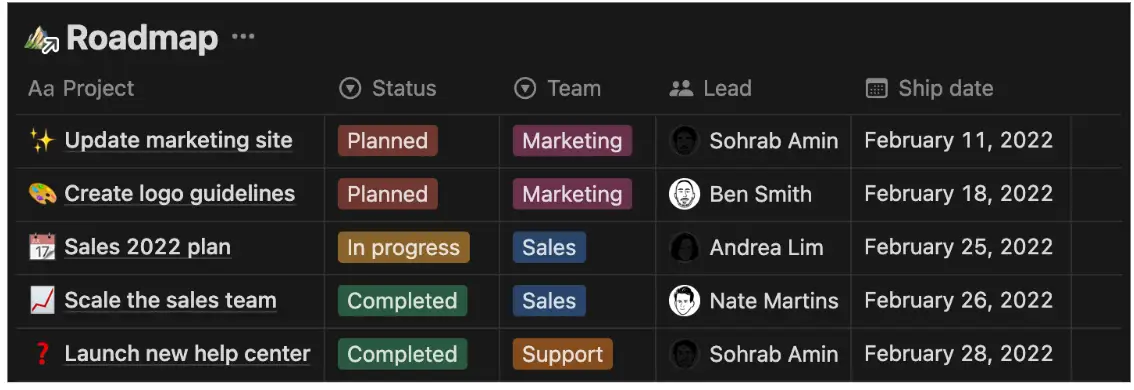 Roadmap ...
Aa Project Status Team Lead Ship date
Update marketing site Planned Marketing Sohrab Amin February 11, 2022
Create logo guidelines Planned Marketing Ben Smith February 18, 2022
17 Sales 2022 plan In progress Sales Andrea Lim February 25, 2022
Scale the sales team Completed Sales Nate Martins February 26, 2022
Launch new help center Completed Support Sohrab Amin February 28, 2022